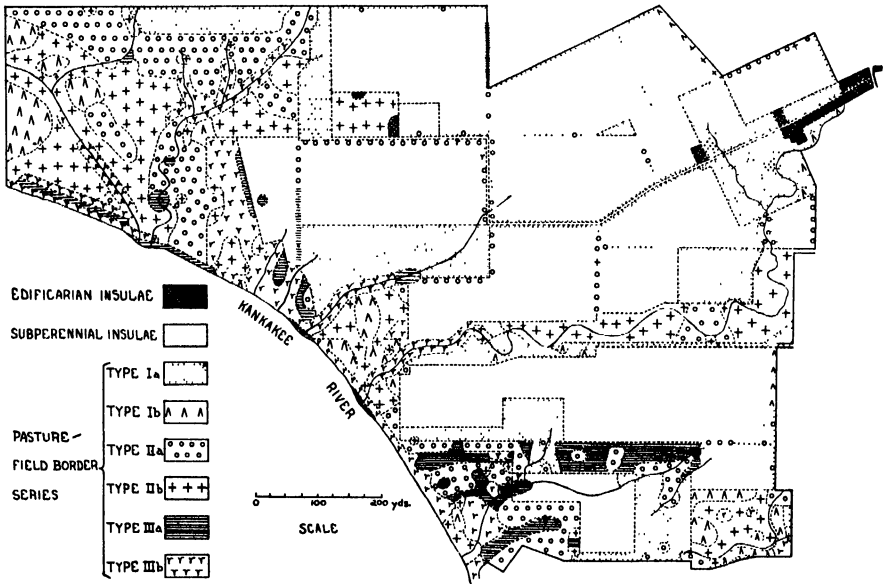 EDIFICARIAN INSULAE
SUBPERENNIAL INSULAE
TYPE Ia
TYPE Ib
TYPE IIa
TYPE IIb
TYPE IIIa
TYPE IIIb
PASTURE-
FIELD BORDER
SERIES
KANKAKEE
RIVER
0 100 200 yds.
SCALE